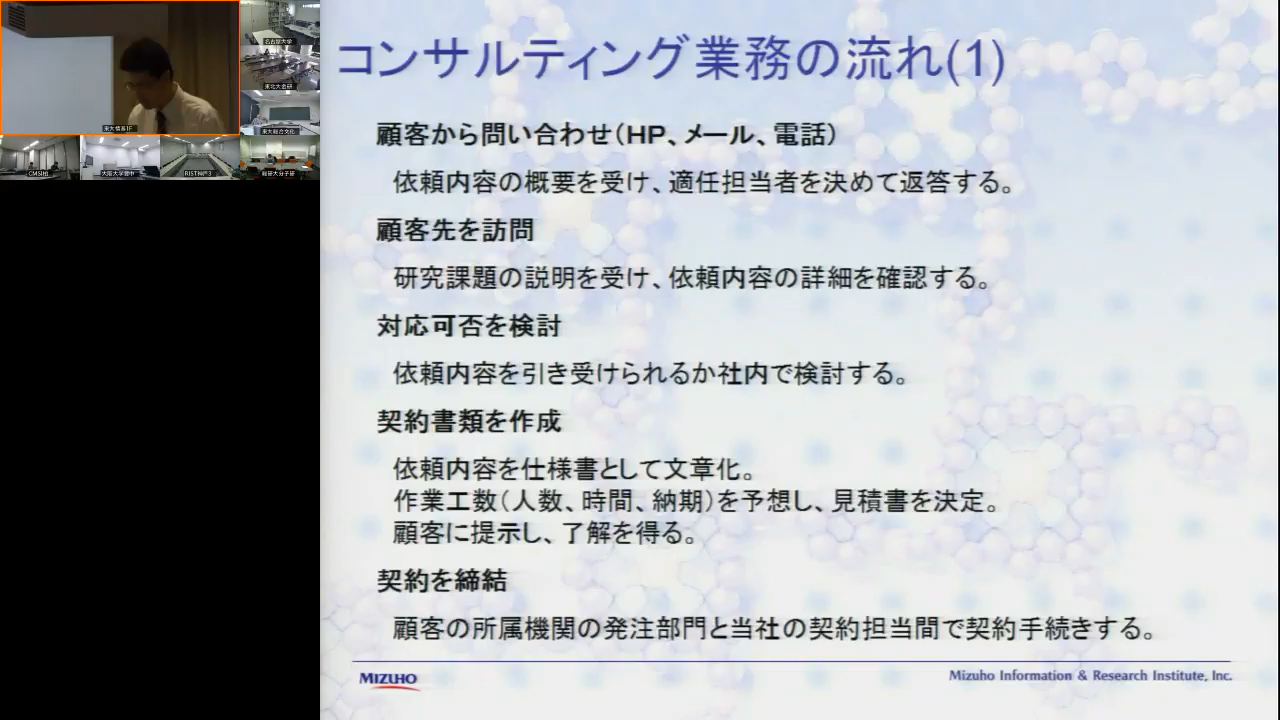 コンサルティング業務の流れ(1)
顧客から問い合わせ(HP、メール、電話)
依頼内容の概要を受け、適任担当者を決めて返答する。
顧客先を訪問
研究課題の説明を受け、依頼内容の詳細を確認する。
対応可否を検討
依頼内容を引き受けられるか社内で検討する。
契約書類を作成
依頼内容を仕様書として文章化。
作業工数(人数、時間、納期)を予想し、見積書を決定。
顧客に提示し、了解を得る。
契約を締結
顧客の所属機関の発注部門と当社の契約担当間で契約手続きする。
MIZUHO
Mizuho Information & Research Institute, Inc.
名古屋大学
東北大金研
東大総合文化
東大情基1F
CMSI柏
大阪大学豊中
RIST神戸3
総研大分子研